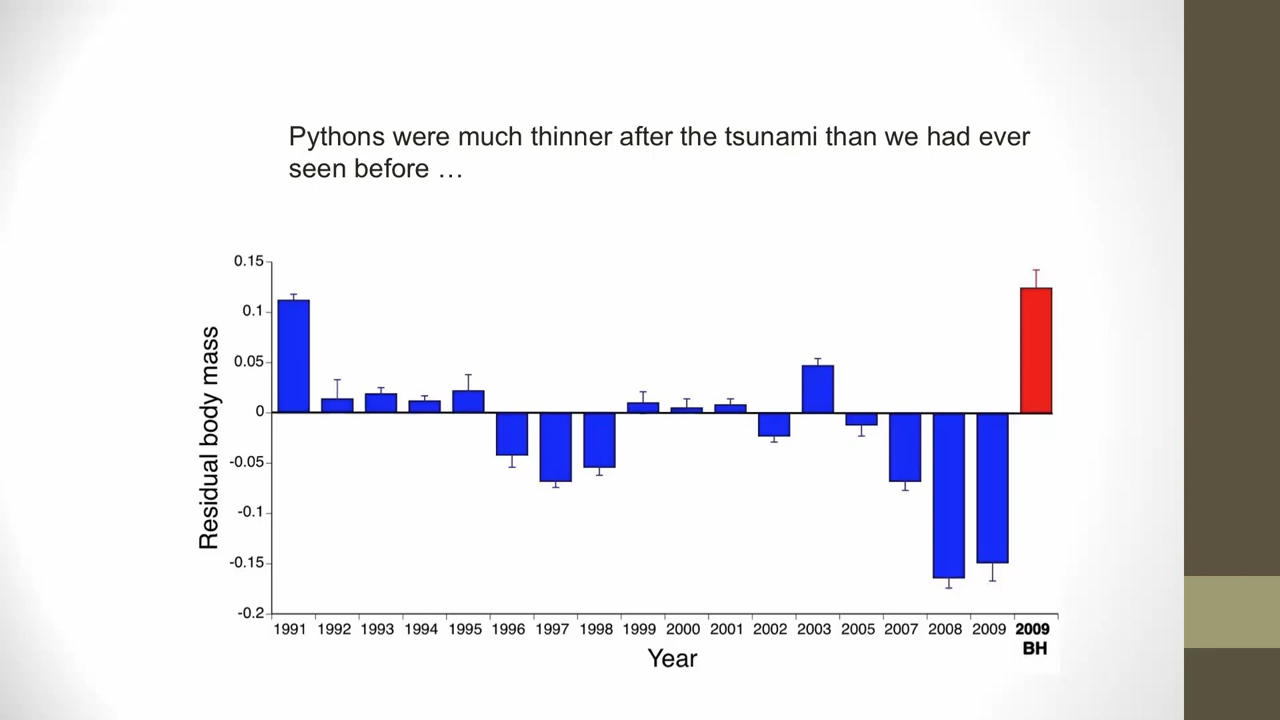 Pythons were much thinner after the tsunami than we had ever
seen before …
0.15
0.1
0.05
0
-0.05
-0.1
-0.15
-0.2
Residual body mass
1991 1992 1993 1994 1995 1996 1997 1998 1999 2000 2001 2002 2003 2005 2007 2008 2009 2009
BH
Year